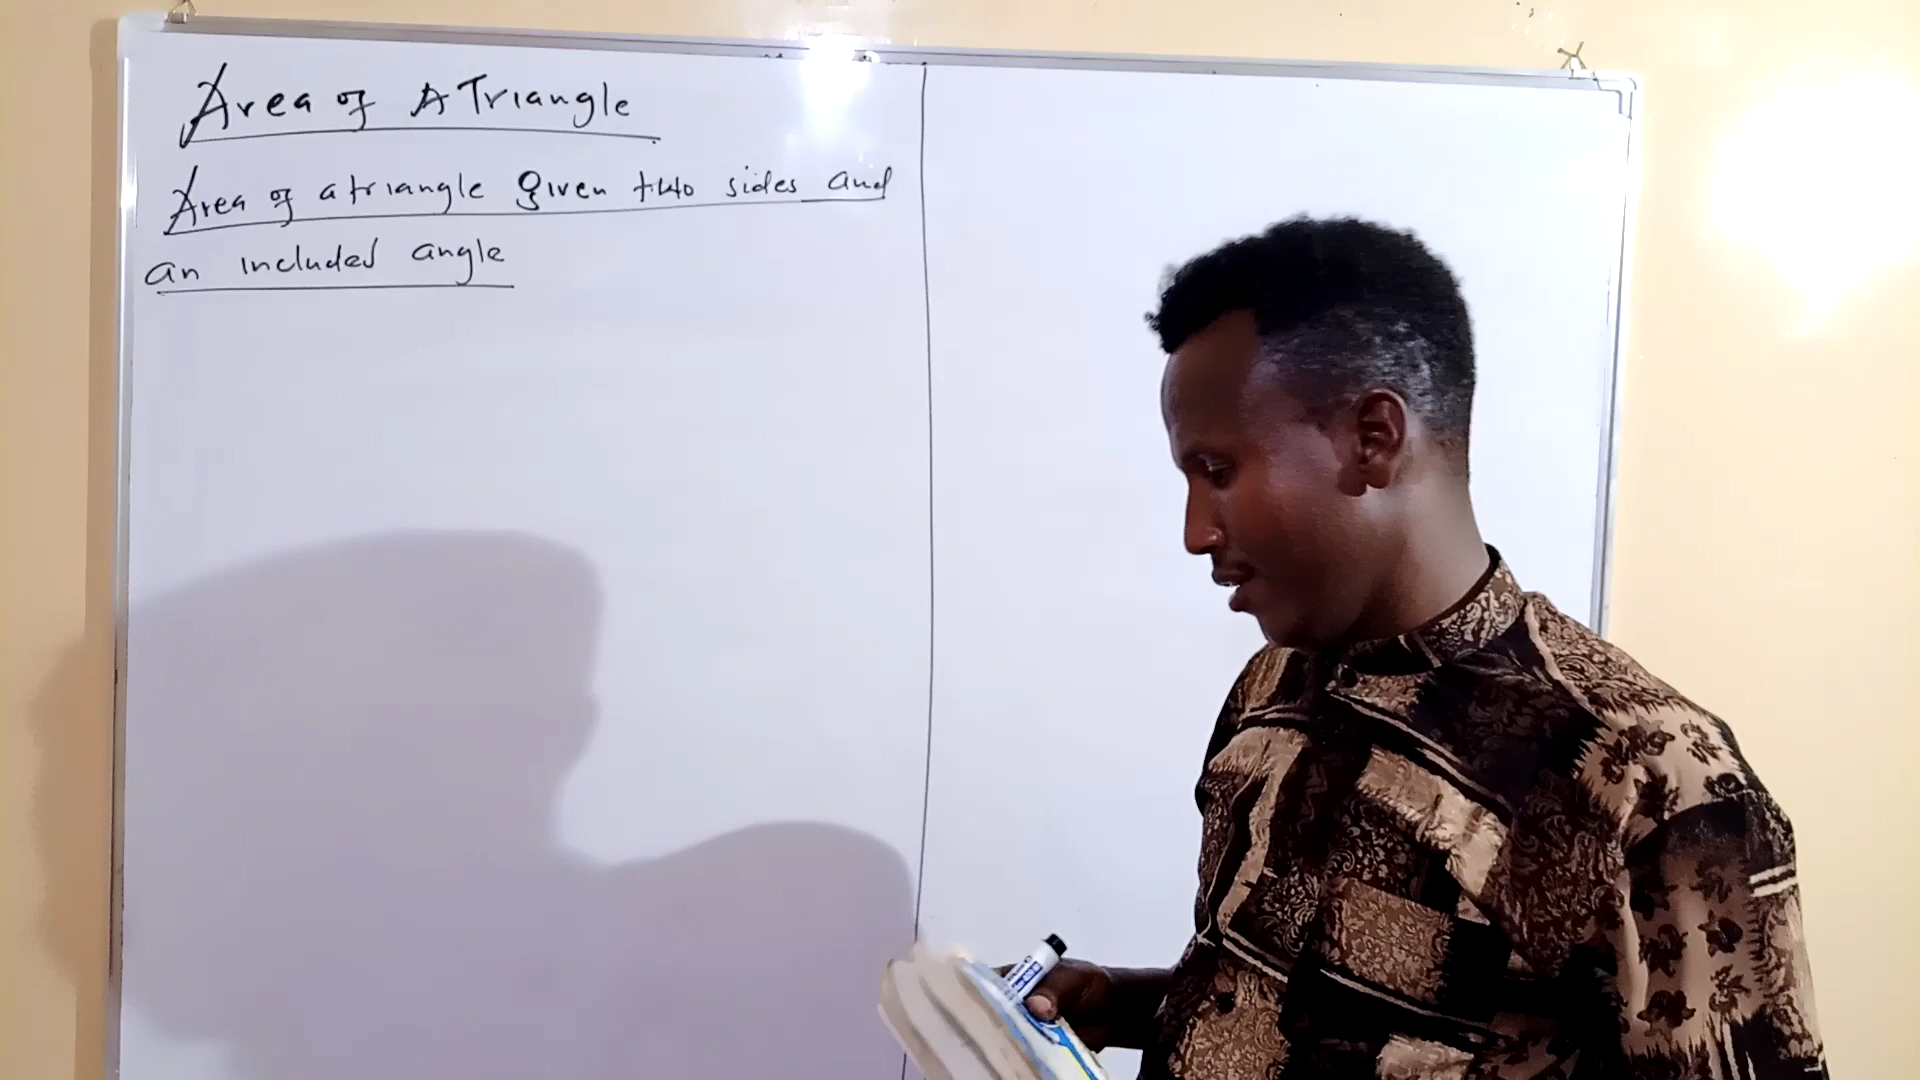 Area of A Triangle
Area of a triangle given two sides and
an included angle